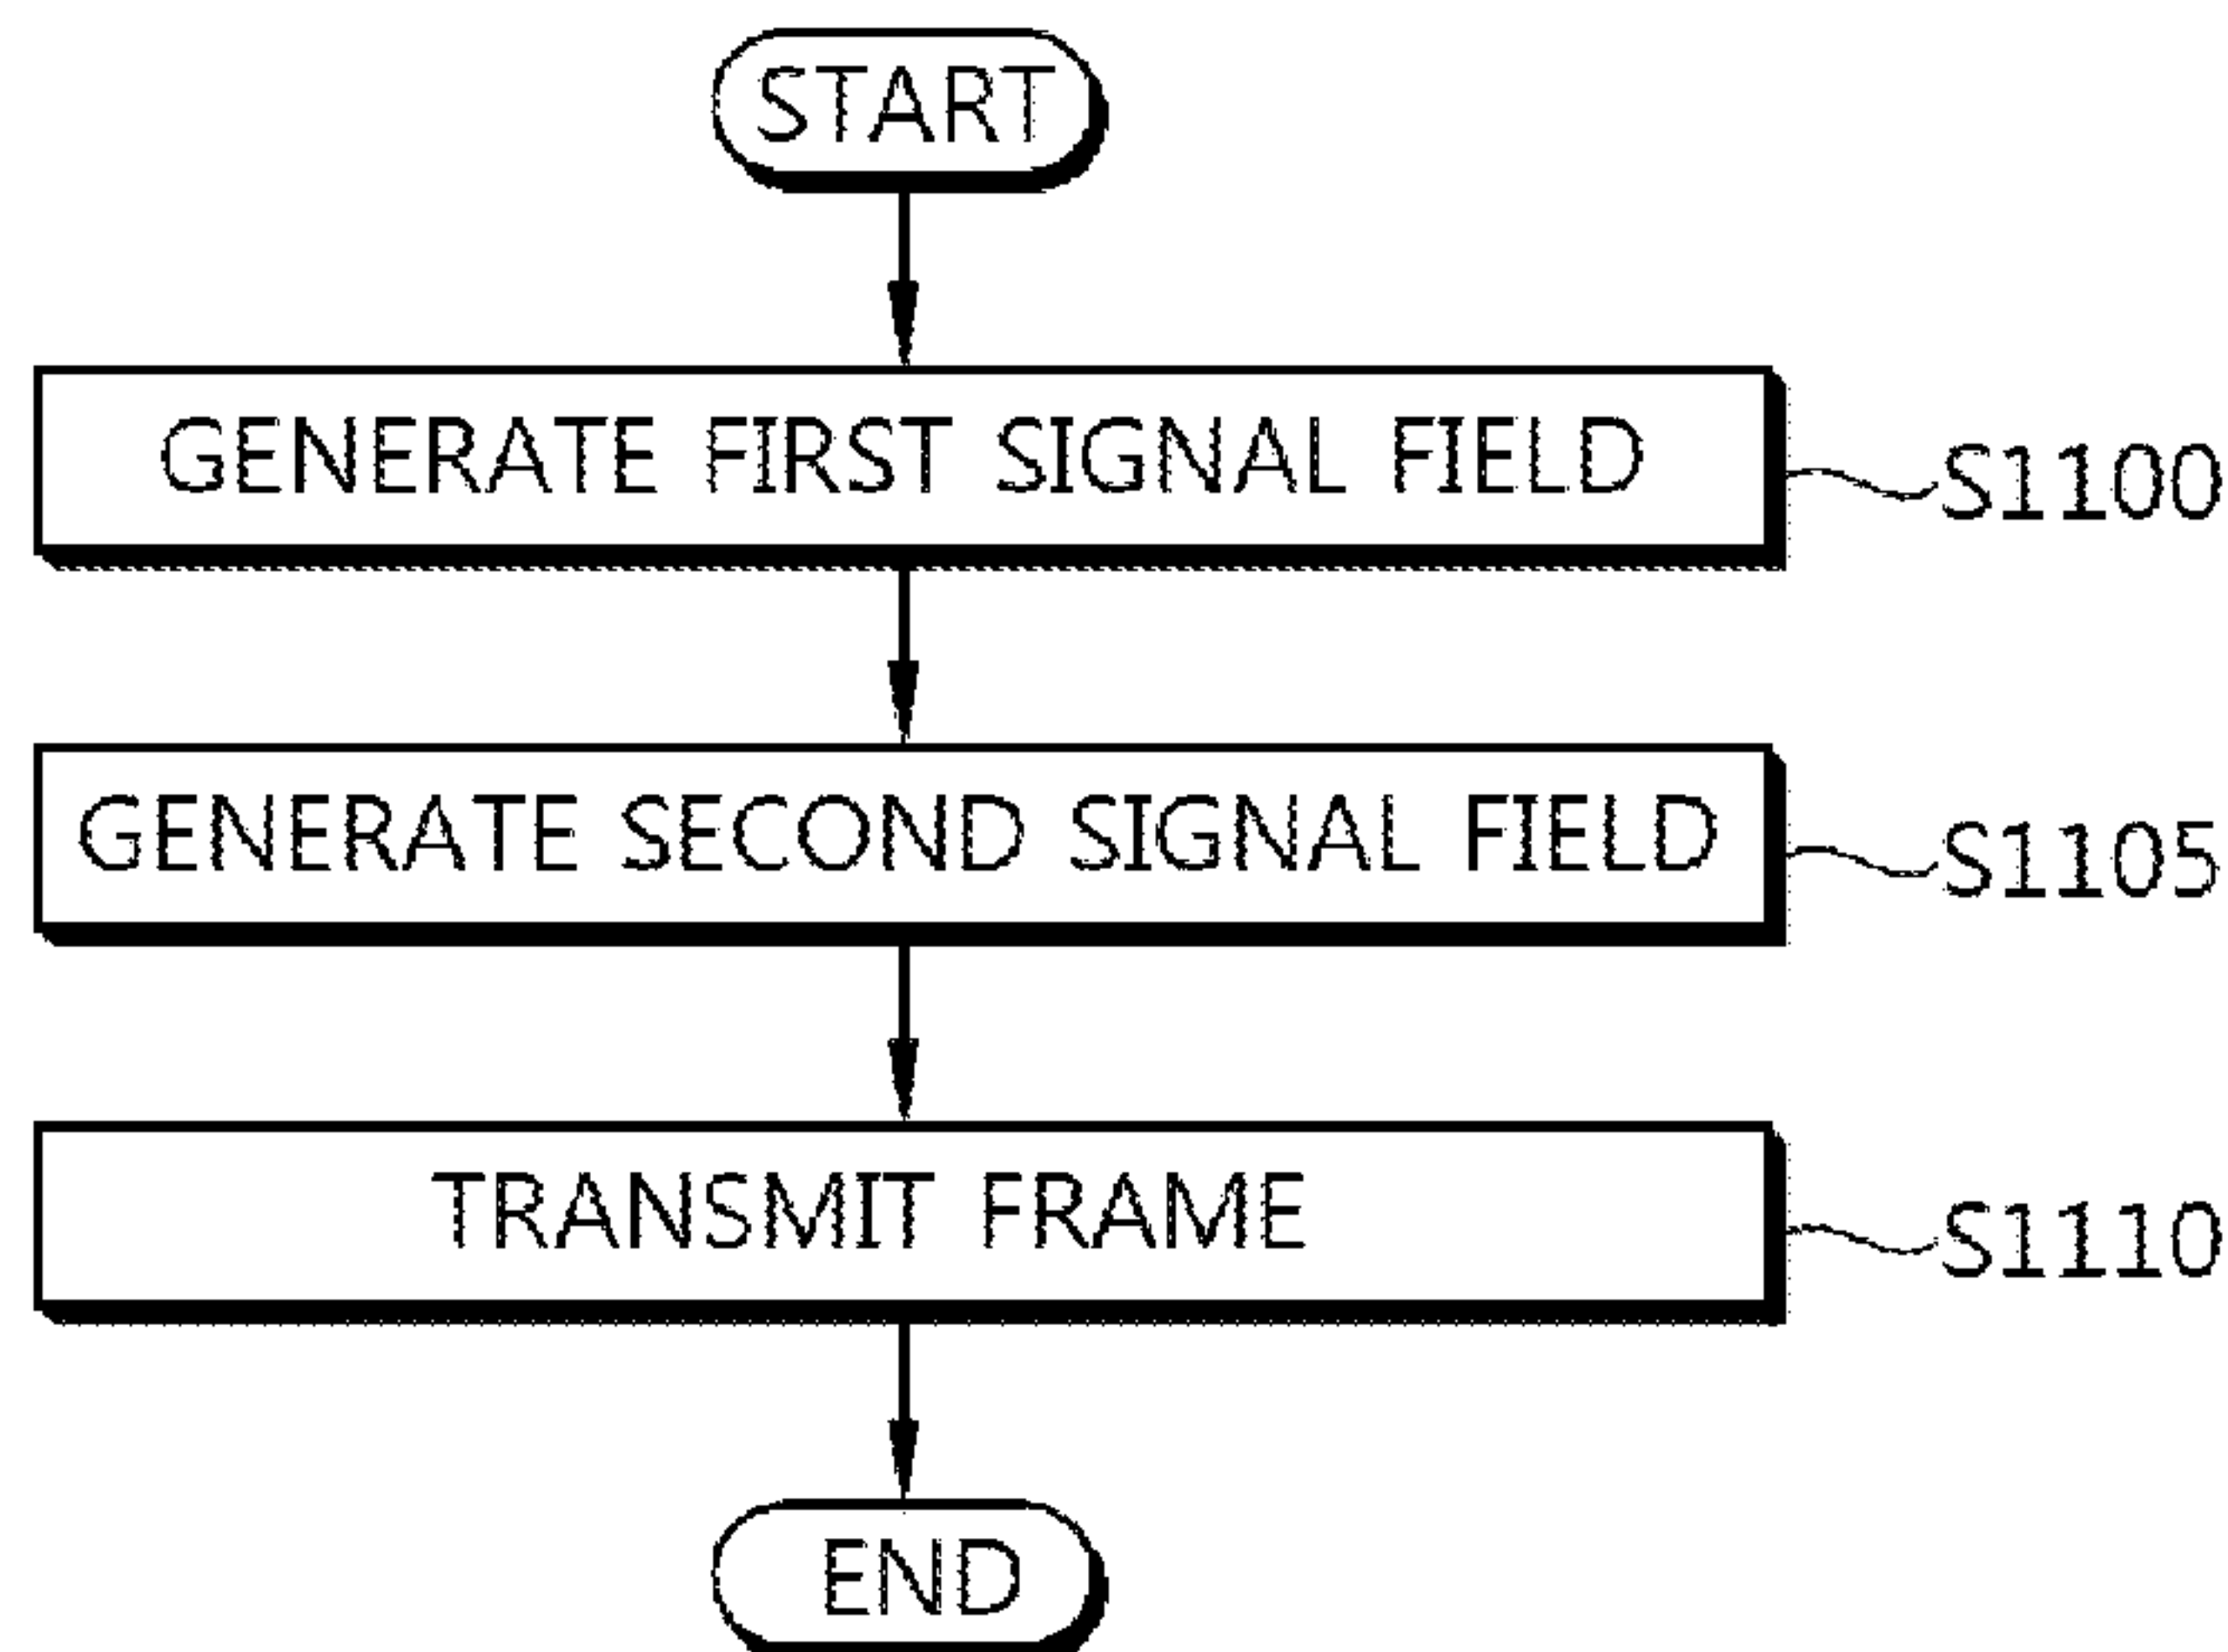 START
GENERATE FIRST SIGNAL FIELD
S1100
GENERATE SECOND SIGNAL FIELD
S1105
TRANSMIT FRAME
S1110
END